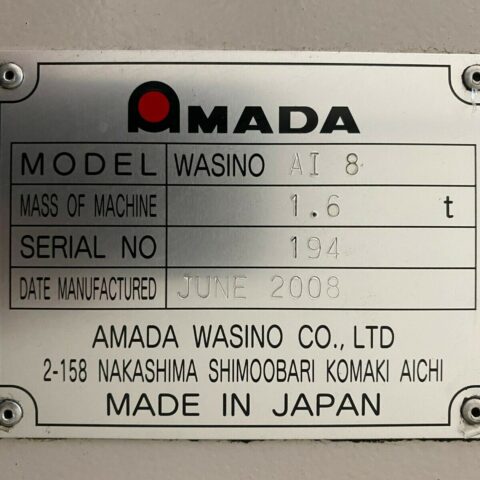 AMADA
MODEL WASINO AI 8
MASS OF MACHINE 1.6 t
SERIAL NO 194
DATE MANUFACTURED JUNE 2008
AMADA WASINO CO., LTD
2-158 NAKASHIMA SHIMOOBARI KOMAKI AICHI
MADE IN JAPAN